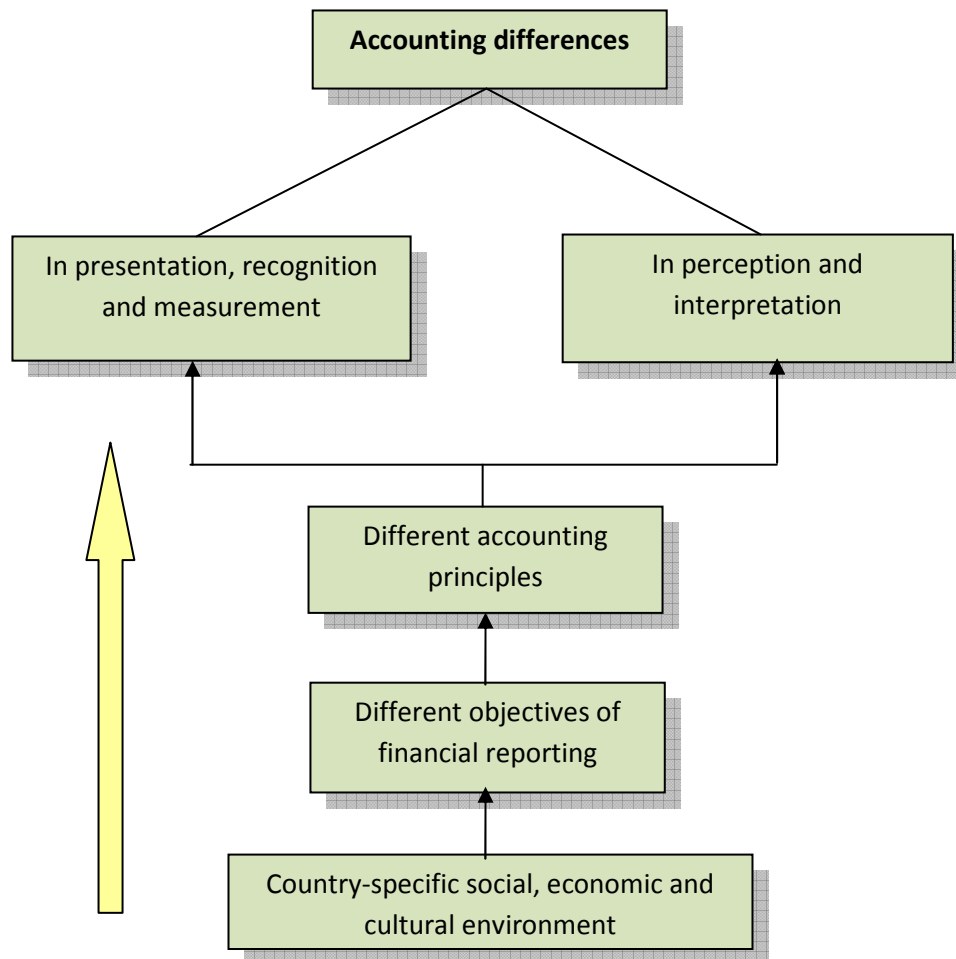 Accounting differences
In presentation, recognition
and measurement
In perception and
interpretation
Different accounting
principles
Different objectives of
financial reporting
Country-specific social, economic and
cultural environment